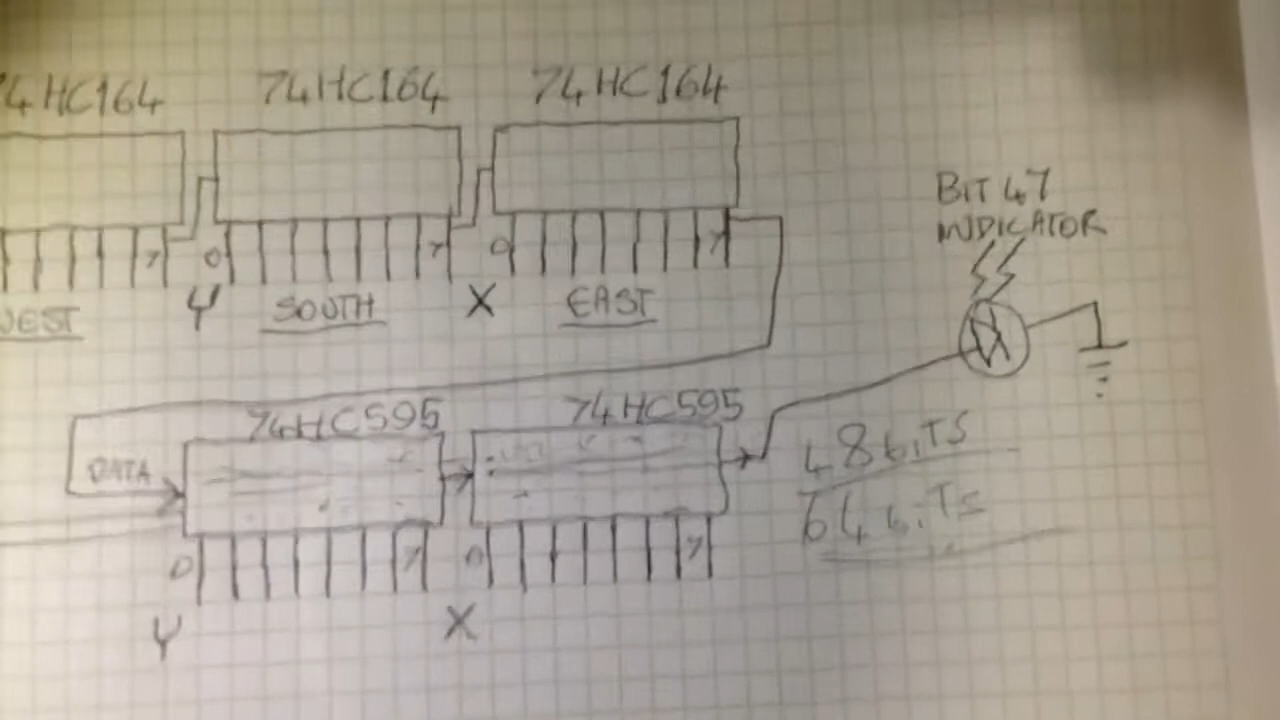 74HC164 74HC164 74HC164
BIT 47
INDICATOR
7 0 7 0 7
WEST Y SOUTH X EAST
74HC595 74HC595
DATA
48 BITS
64 BITS
0 7 0 7
Y X